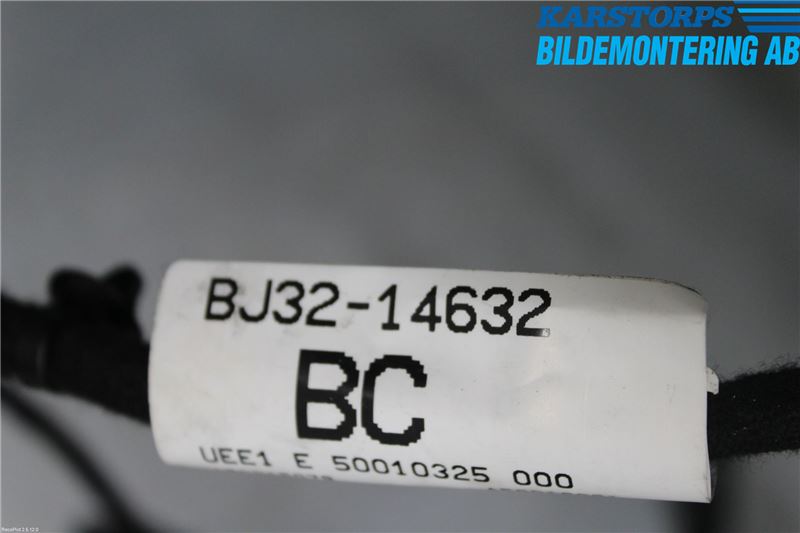 KARSTORPS
BILDEMONTERING AB
BJ32-14632
BC
UEE1 E 50010325 000